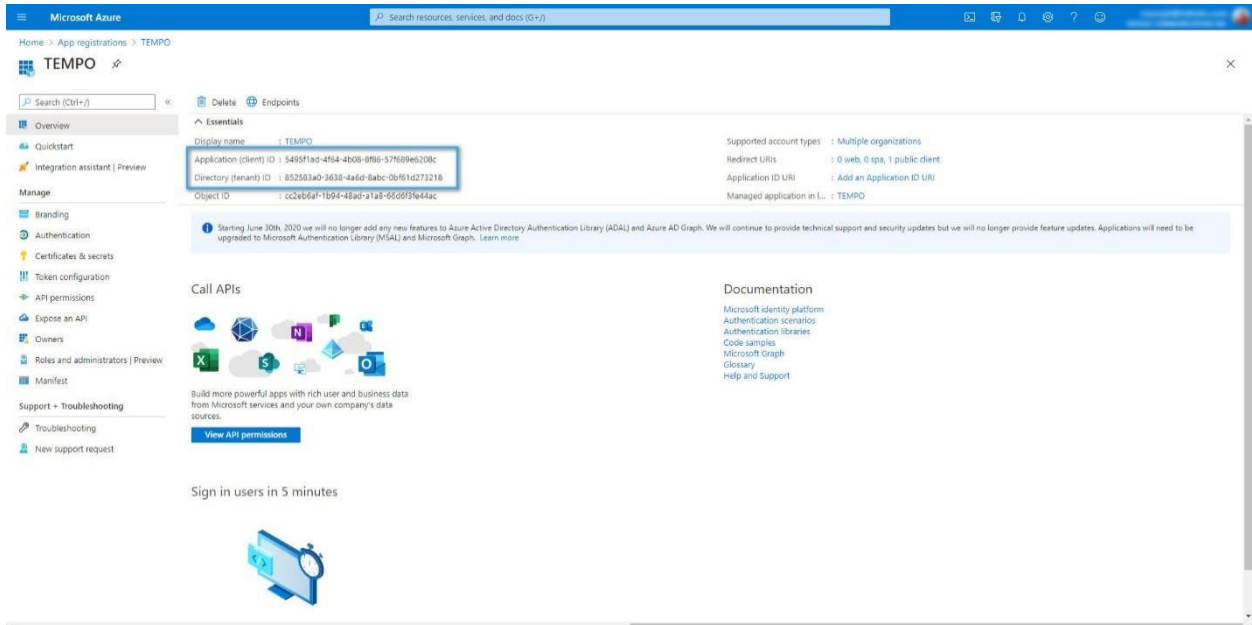 Microsoft Azure
Search resources, services, and docs (G+/)
Home > App registrations > TEMPO
TEMPO
Search (Ctrl+/)
Overview
Quickstart
Integration assistant | Preview
Manage
Branding
Authentication
Certificates & secrets
Token configuration
API permissions
Expose an API
Owners
Roles and administrators | Preview
Manifest
Support + Troubleshooting
Troubleshooting
New support request
Delete Endpoints
Essentials
Display name : TEMPO
Application (client) ID : 5495f1ad-4f64-4b08-8f86-57f689e6208c
Directory (tenant) ID : 852583a0-3638-4a6d-8abc-0bf61d273218
Object ID : cc2eb6af-1b94-48ad-a1a8-66d6f3fe44ac
Supported account types : Multiple organizations
Redirect URIs : 0 web, 0 spa, 1 public client
Application ID URI : Add an Application ID URI
Managed application in l... : TEMPO
Starting June 30th, 2020 we will no longer add any new features to Azure Active Directory Authentication Library (ADAL) and Azure AD Graph. We will continue to provide technical support and security updates but we will no longer provide feature updates. Applications will need to be
upgraded to Microsoft Authentication Library (MSAL) and Microsoft Graph. Learn more
Call APIs
N
X
S
O
Build more powerful apps with rich user and business data
from Microsoft services and your own company's data
sources.
View API permissions
Documentation
Microsoft identity platform
Authentication scenarios
Authentication libraries
Code samples
Microsoft Graph
Glossary
Help and Support
Sign in users in 5 minutes